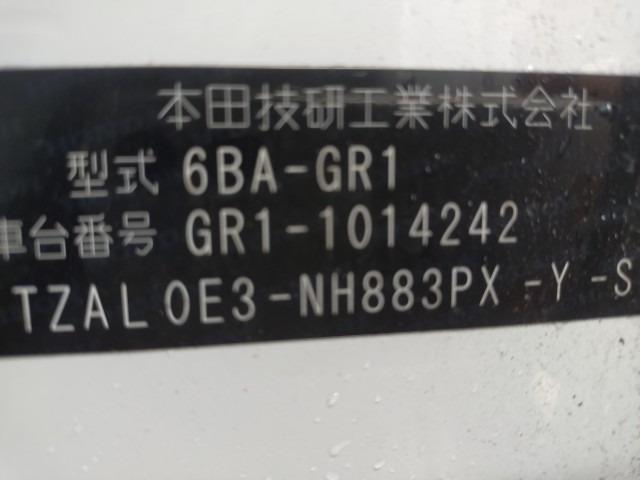 本田技研工業株式会社
型式 6BA-GR1
車台番号 GR1-1014242
TZAL0E3-NH883PX-Y-S